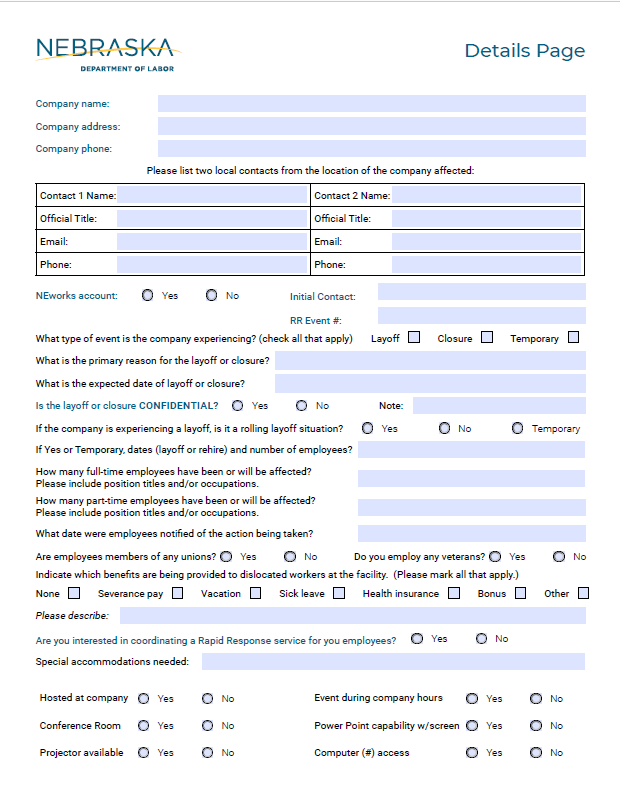 NEBRASKA
DEPARTMENT OF LABOR
Details Page
Company name:
Company address:
Company phone:
Please list two local contacts from the location of the company affected:
Contact 1 Name: Contact 2 Name:
Official Title: Official Title:
Email: Email:
Phone: Phone:
NEworks account: Yes No Initial Contact:
RR Event #:
What type of event is the company experiencing? (check all that apply) Layoff Closure Temporary
What is the primary reason for the layoff or closure?
What is the expected date of layoff or closure?
Is the layoff or closure CONFIDENTIAL? Yes No Note:
If the company is experiencing a layoff, is it a rolling layoff situation? Yes No Temporary
If Yes or Temporary, dates (layoff or rehire) and number of employees?
How many full-time employees have been or will be affected?
Please include position titles and/or occupations.
How many part-time employees have been or will be affected?
Please include position titles and/or occupations.
What date were employees notified of the action being taken?
Are employees members of any unions? Yes No Do you employ any veterans? Yes No
Indicate which benefits are being provided to dislocated workers at the facility. (Please mark all that apply.)
None Severance pay Vacation Sick leave Health insurance Bonus Other
Please describe:
Are you interested in coordinating a Rapid Response service for you employees? Yes No
Special accommodations needed:
Hosted at company Yes No Event during company hours Yes No
Conference Room Yes No Power Point capability w/screen Yes No
Projector available Yes No Computer (#) access Yes No